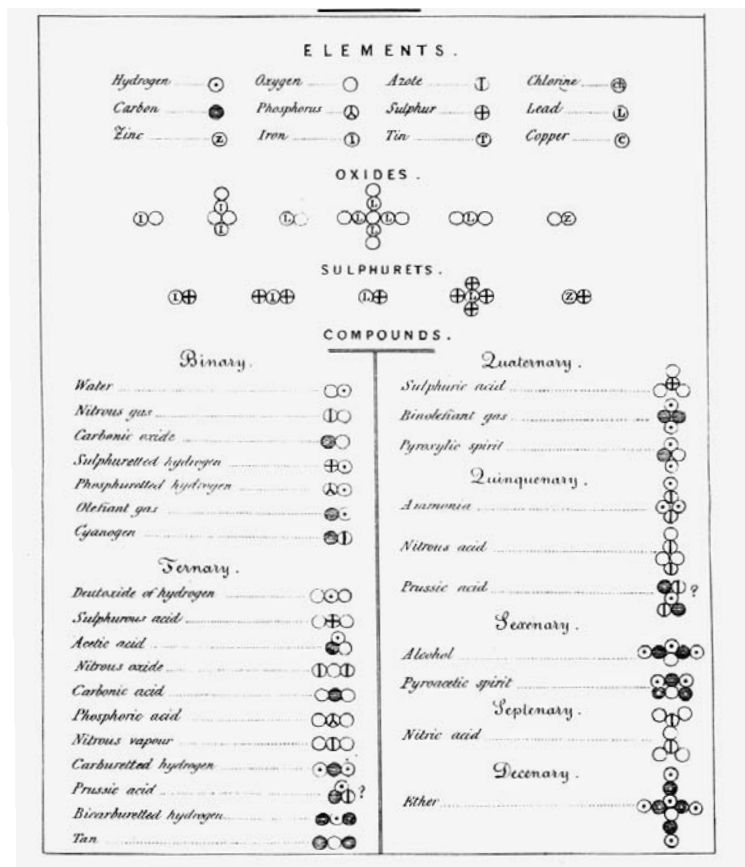 ELEMENTS.
Hydrogen Oxygen Azote Chlorine
Carbon Phosphorus Sulphur Lead L
Zinc Z Iron I Tin T Copper C
OXIDES.
I I I L L L L L L Z
SULPHURETS.
I I L L Z
COMPOUNDS.
Binary.
Water
Nitrous gas
Carbonic oxide
Sulphuretted hydrogen
Phosphuretted hydrogen
Olefiant gas
Cyanogen
Ternary.
Deutoxide of hydrogen
Sulphurous acid
Acetic acid
Nitrous oxide
Carbonic acid
Phosphoric acid
Nitrous vapour
Carburetted hydrogen
Prussic acid ?
Bicarburetted hydrogen
Tan
Quaternary.
Sulphuric acid
Binolefiant gas
Pyroxylic spirit
Quinquenary.
Ammonia
Nitrous acid
Prussic acid ?
Sexenary.
Alcohol
Pyroacetic spirit
Septenary.
Nitric acid
Decenary.
Ether